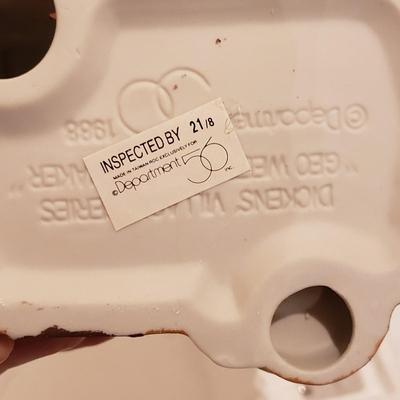 INSPECTED BY 21/8
MADE IN TAIWAN ROC EXCLUSIVELY FOR
©Department 56 INC.
DICKENS' VILLAGE SERIES
"GEO WEE
©Departme
1988